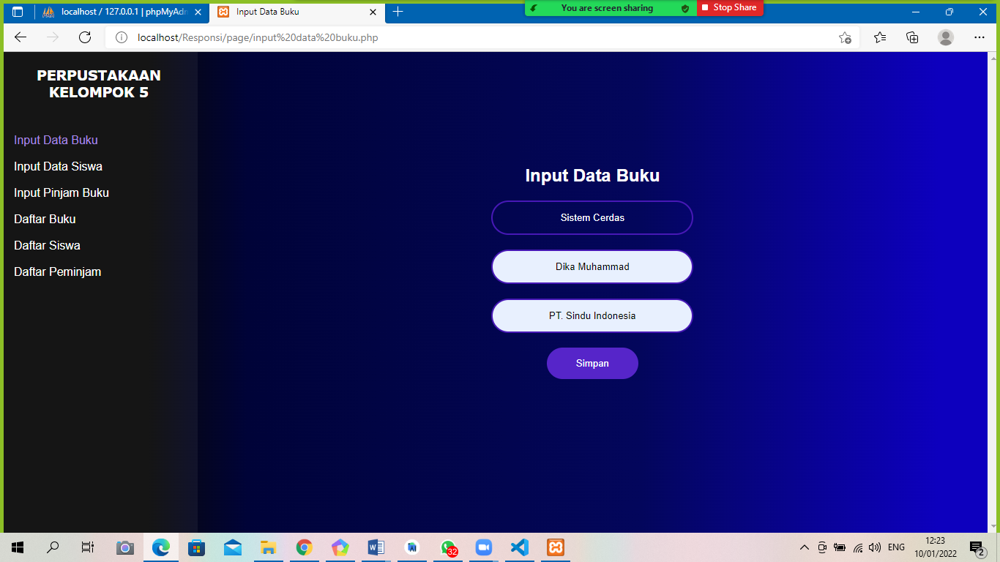 localhost / 127.0.0.1 | phpMyAdm
Input Data Buku
You are screen sharing
Stop Share
localhost/Responsi/page/input%20data%20buku.php
PERPUSTAKAAN
KELOMPOK 5
Input Data Buku
Input Data Siswa
Input Pinjam Buku
Daftar Buku
Daftar Siswa
Daftar Peminjam
Input Data Buku
Sistem Cerdas
Dika Muhammad
PT. Sindu Indonesia
Simpan
32
ENG
12:23
10/01/2022
2